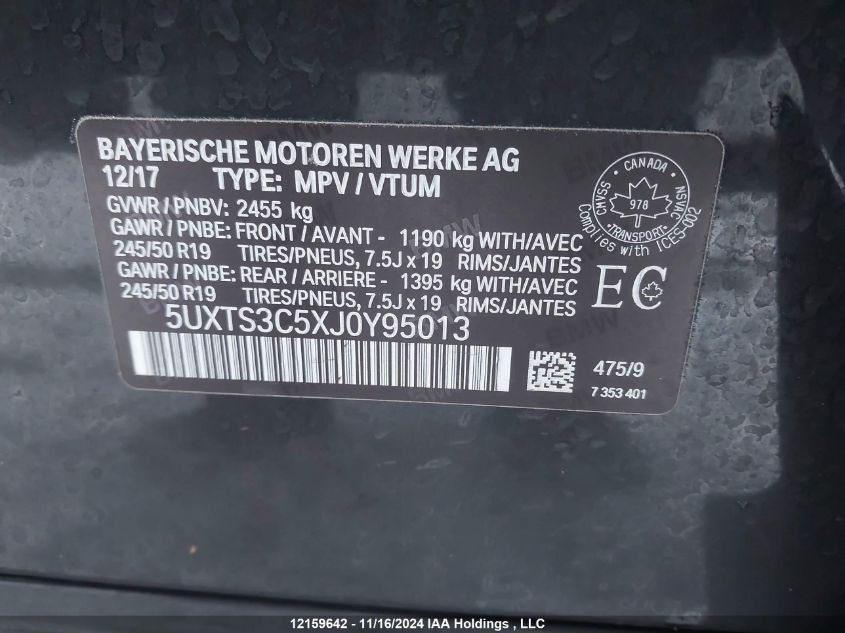 BAYERISCHE MOTOREN WERKE AG
12/17 TYPE: MPV / VTUM
GVWR / PNBV: 2455 kg
GAWR / PNBE: FRONT / AVANT - 1190 kg WITH/AVEC
245/50 R19 TIRES/PNEUS, 7.5J x 19 RIMS/JANTES
GAWR / PNBE: REAR / ARRIERE - 1395 kg WITH/AVEC
245/50 R19 TIRES/PNEUS, 7.5J x 19 RIMS/JANTES
5UXTS3C5XJ0Y95013
CANADA
CMVSS
NSVAC
978
TRANSPORT
Complies with ICES-002
EC
475/9
7 353 401
12159642 - 11/16/2024 IAA Holdings , LLC